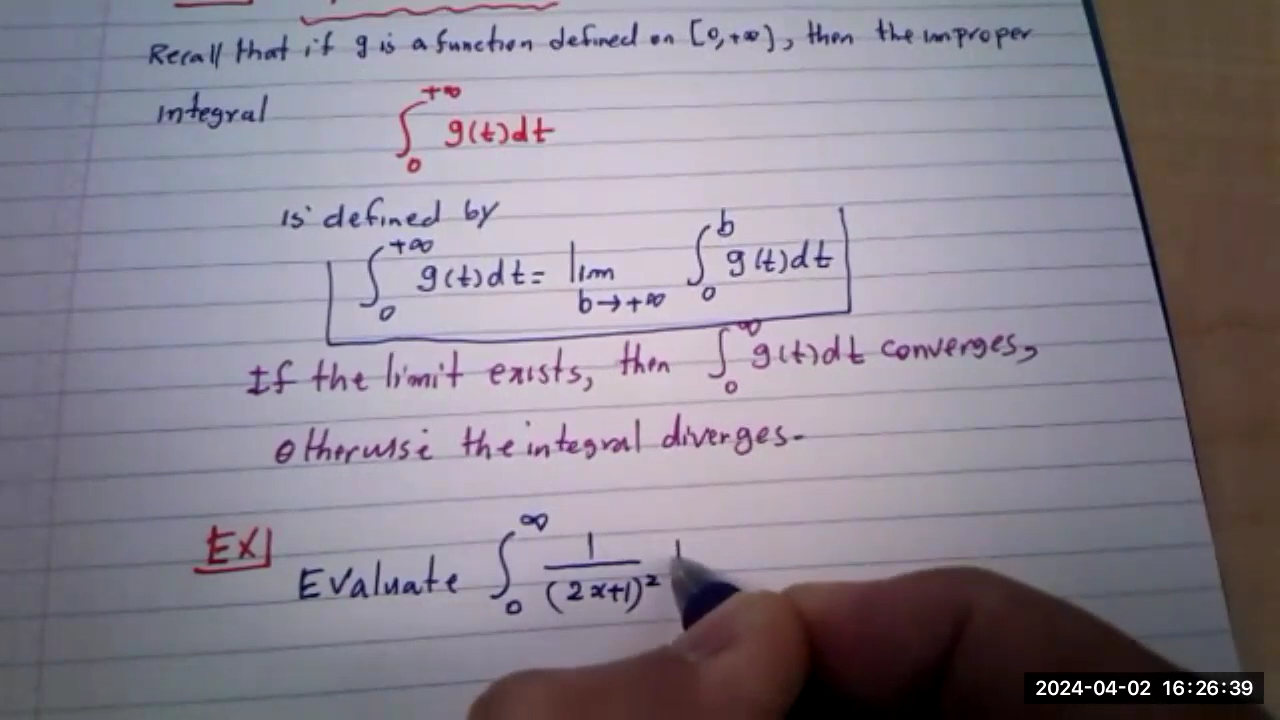 Recall that if g is a function defined on [0,+∞), then the improper
integral ∫₀^{+∞} g(t)dt
is defined by
∫₀^{+∞} g(t)dt = lim_{b→+∞} ∫₀^b g(t)dt
If the limit exists, then ∫₀^∞ g(t)dt converges,
otherwise the integral diverges.
EX| Evaluate ∫₀^∞ 1/(2x+1)²
2024-04-02 16:26:39